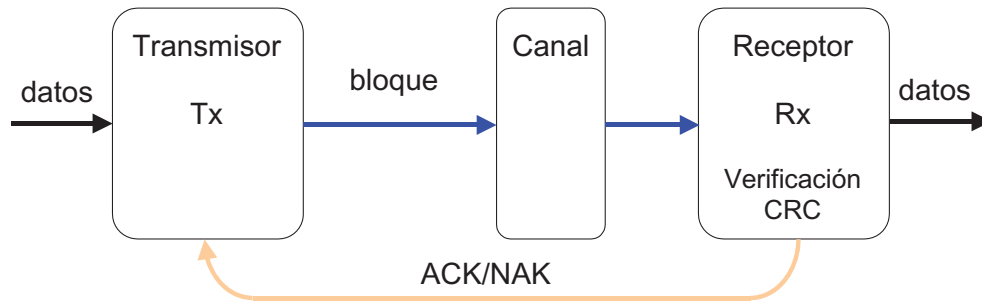 Transmisor
Canal
Receptor
datos
bloque
datos
Tx
Rx
Verificación
CRC
ACK/NAK